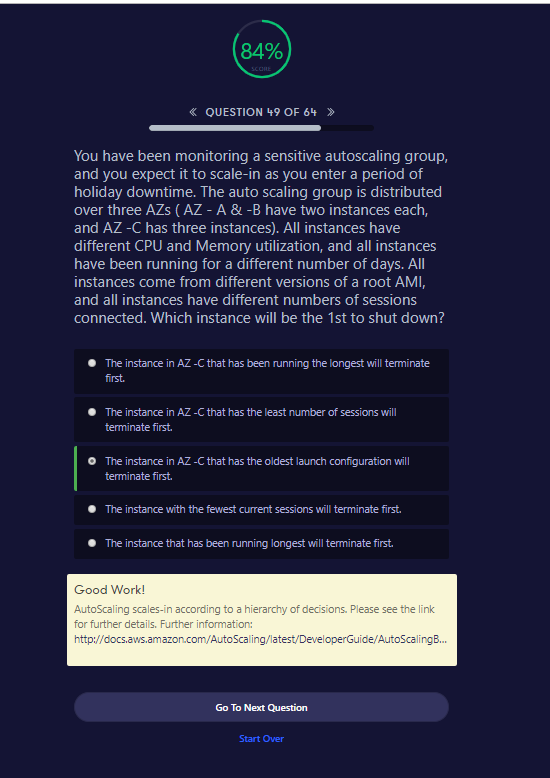 84%
SCORE
« QUESTION 49 OF 64 »
You have been monitoring a sensitive autoscaling group,
and you expect it to scale-in as you enter a period of
holiday downtime. The auto scaling group is distributed
over three AZs ( AZ - A & -B have two instances each,
and AZ -C has three instances). All instances have
different CPU and Memory utilization, and all instances
have been running for a different number of days. All
instances come from different versions of a root AMI,
and all instances have different numbers of sessions
connected. Which instance will be the 1st to shut down?
The instance in AZ -C that has been running the longest will terminate
first.
The instance in AZ -C that has the least number of sessions will
terminate first.
The instance in AZ -C that has the oldest launch configuration will
terminate first.
The instance with the fewest current sessions will terminate first.
The instance that has been running longest will terminate first.
Good Work!
AutoScaling scales-in according to a hierarchy of decisions. Please see the link
for further details. Further information:
http://docs.aws.amazon.com/AutoScaling/latest/DeveloperGuide/AutoScalingB...
Go To Next Question
Start Over